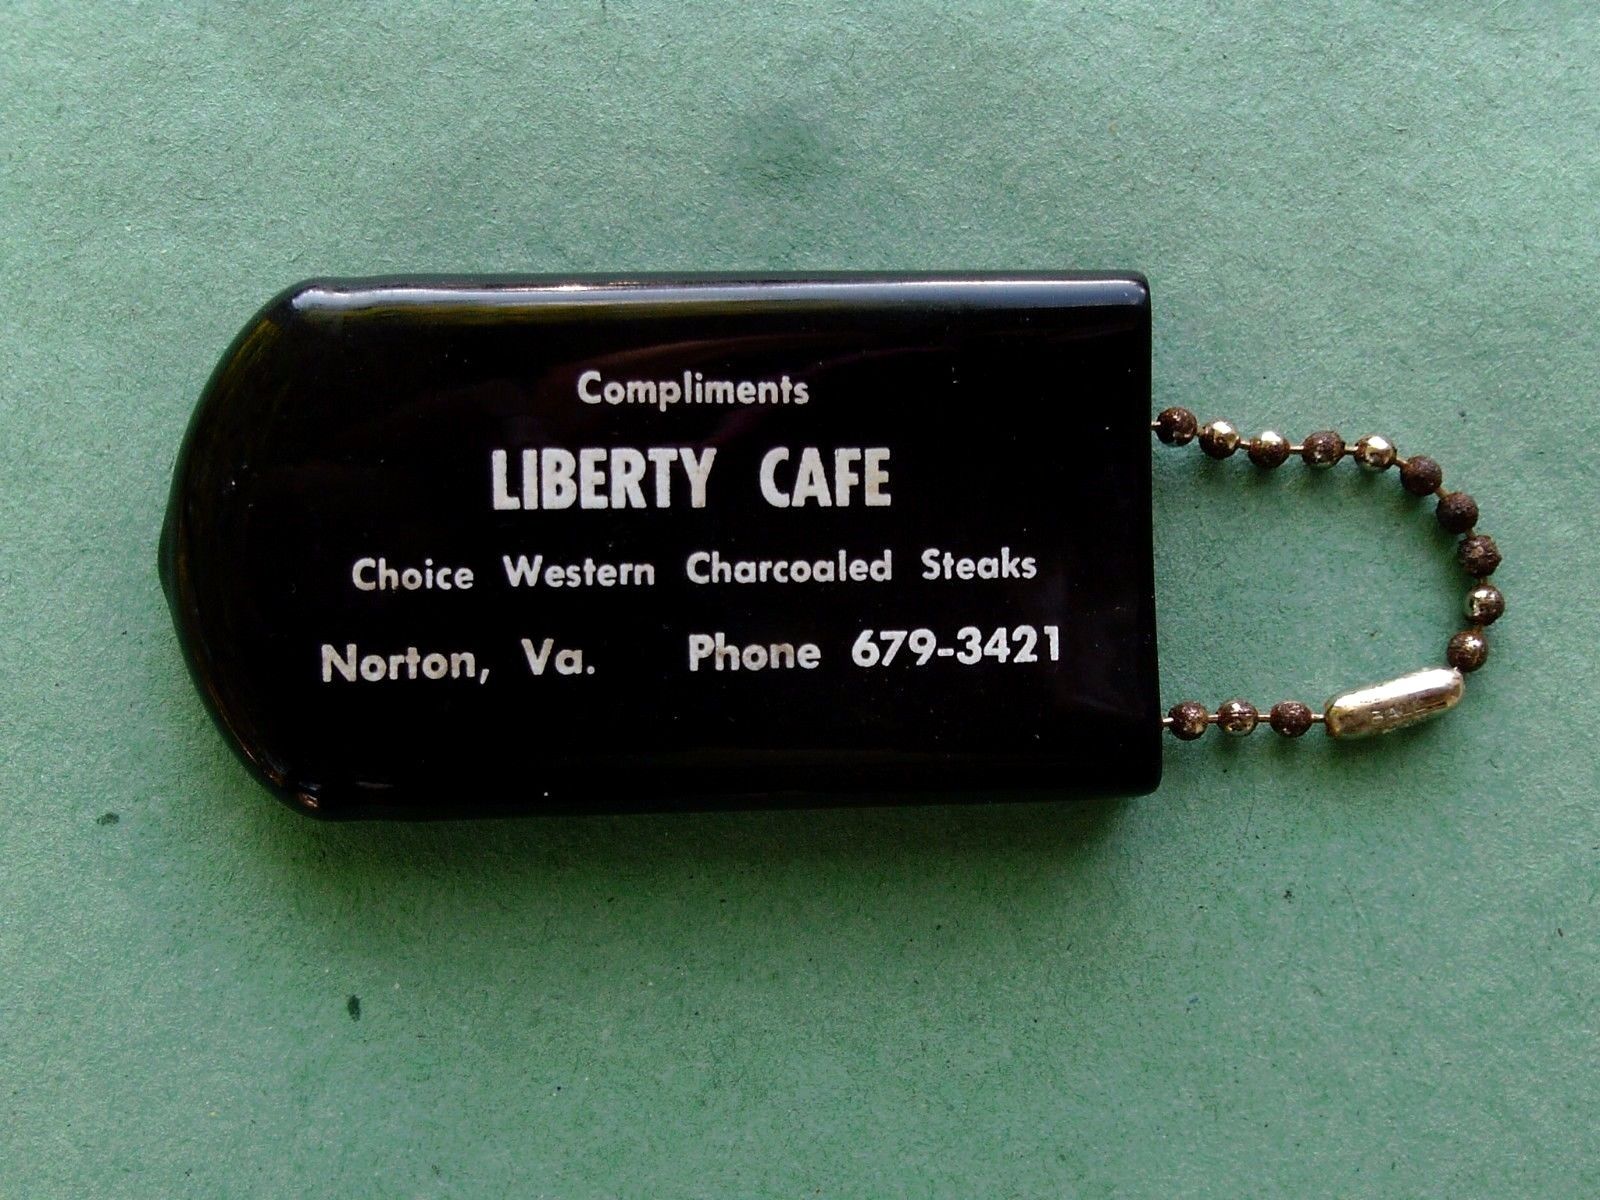 Compliments
LIBERTY CAFE
Choice Western Charcoaled Steaks
Norton, Va. Phone 679-3421